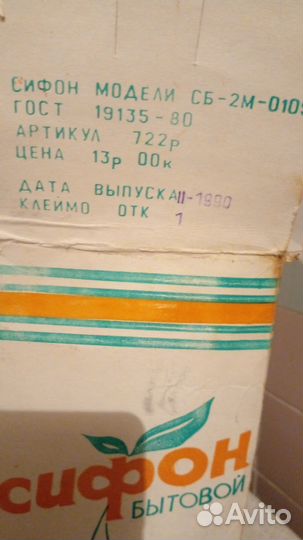 СИФОН МОДЕЛИ СБ-2М-010
ГОСТ 19135-80
АРТИКУЛ 722р
ЦЕНА 13р 00к
ДАТА ВЫПУСКА II-1990
КЛЕЙМО ОТК 1
сифон
БЫТОВОЙ
Avito